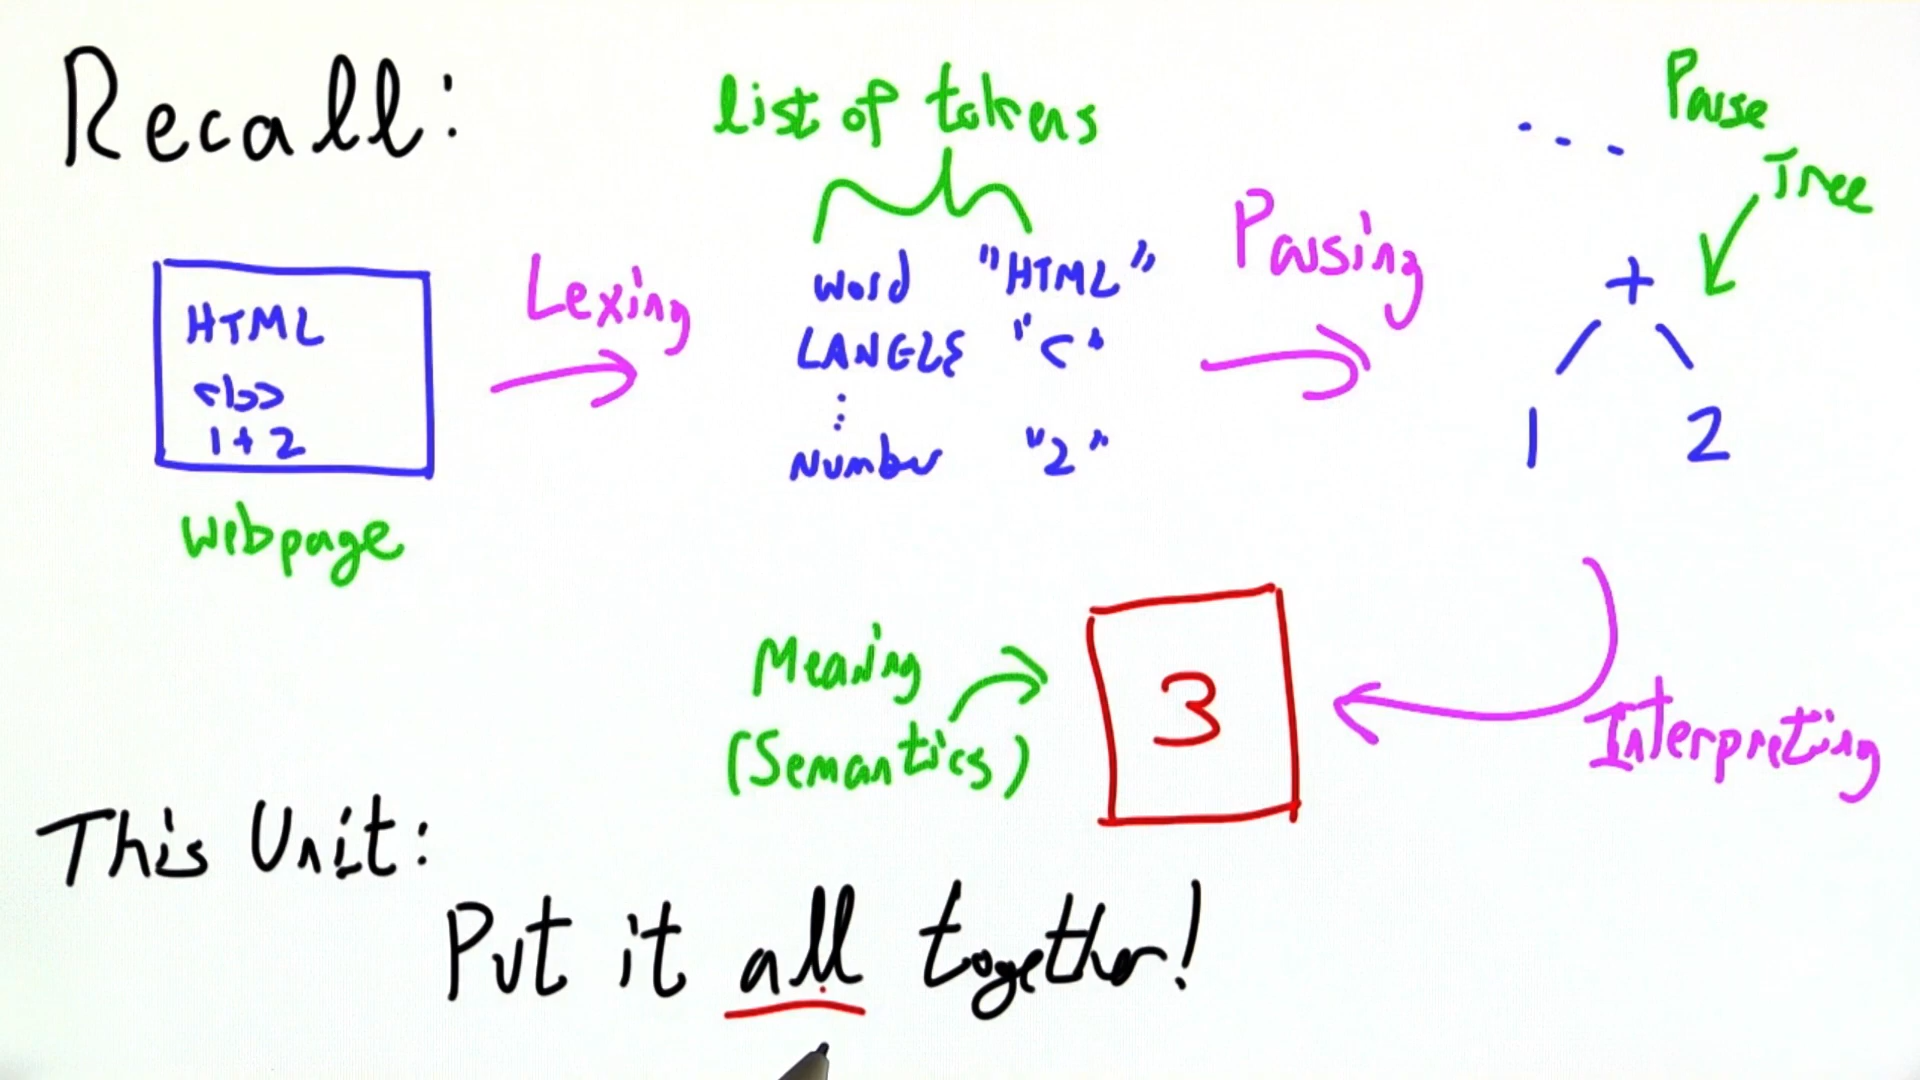 Recall:
list of tokens
Parse
Tree
HTML
<b>
1 + 2
webpage
Lexing
word "HTML"
LANGLE "<"
Number "2"
Parsing
+
1 2
Interpreting
3
Meaning
(Semantics)
This Unit:
Put it all together!